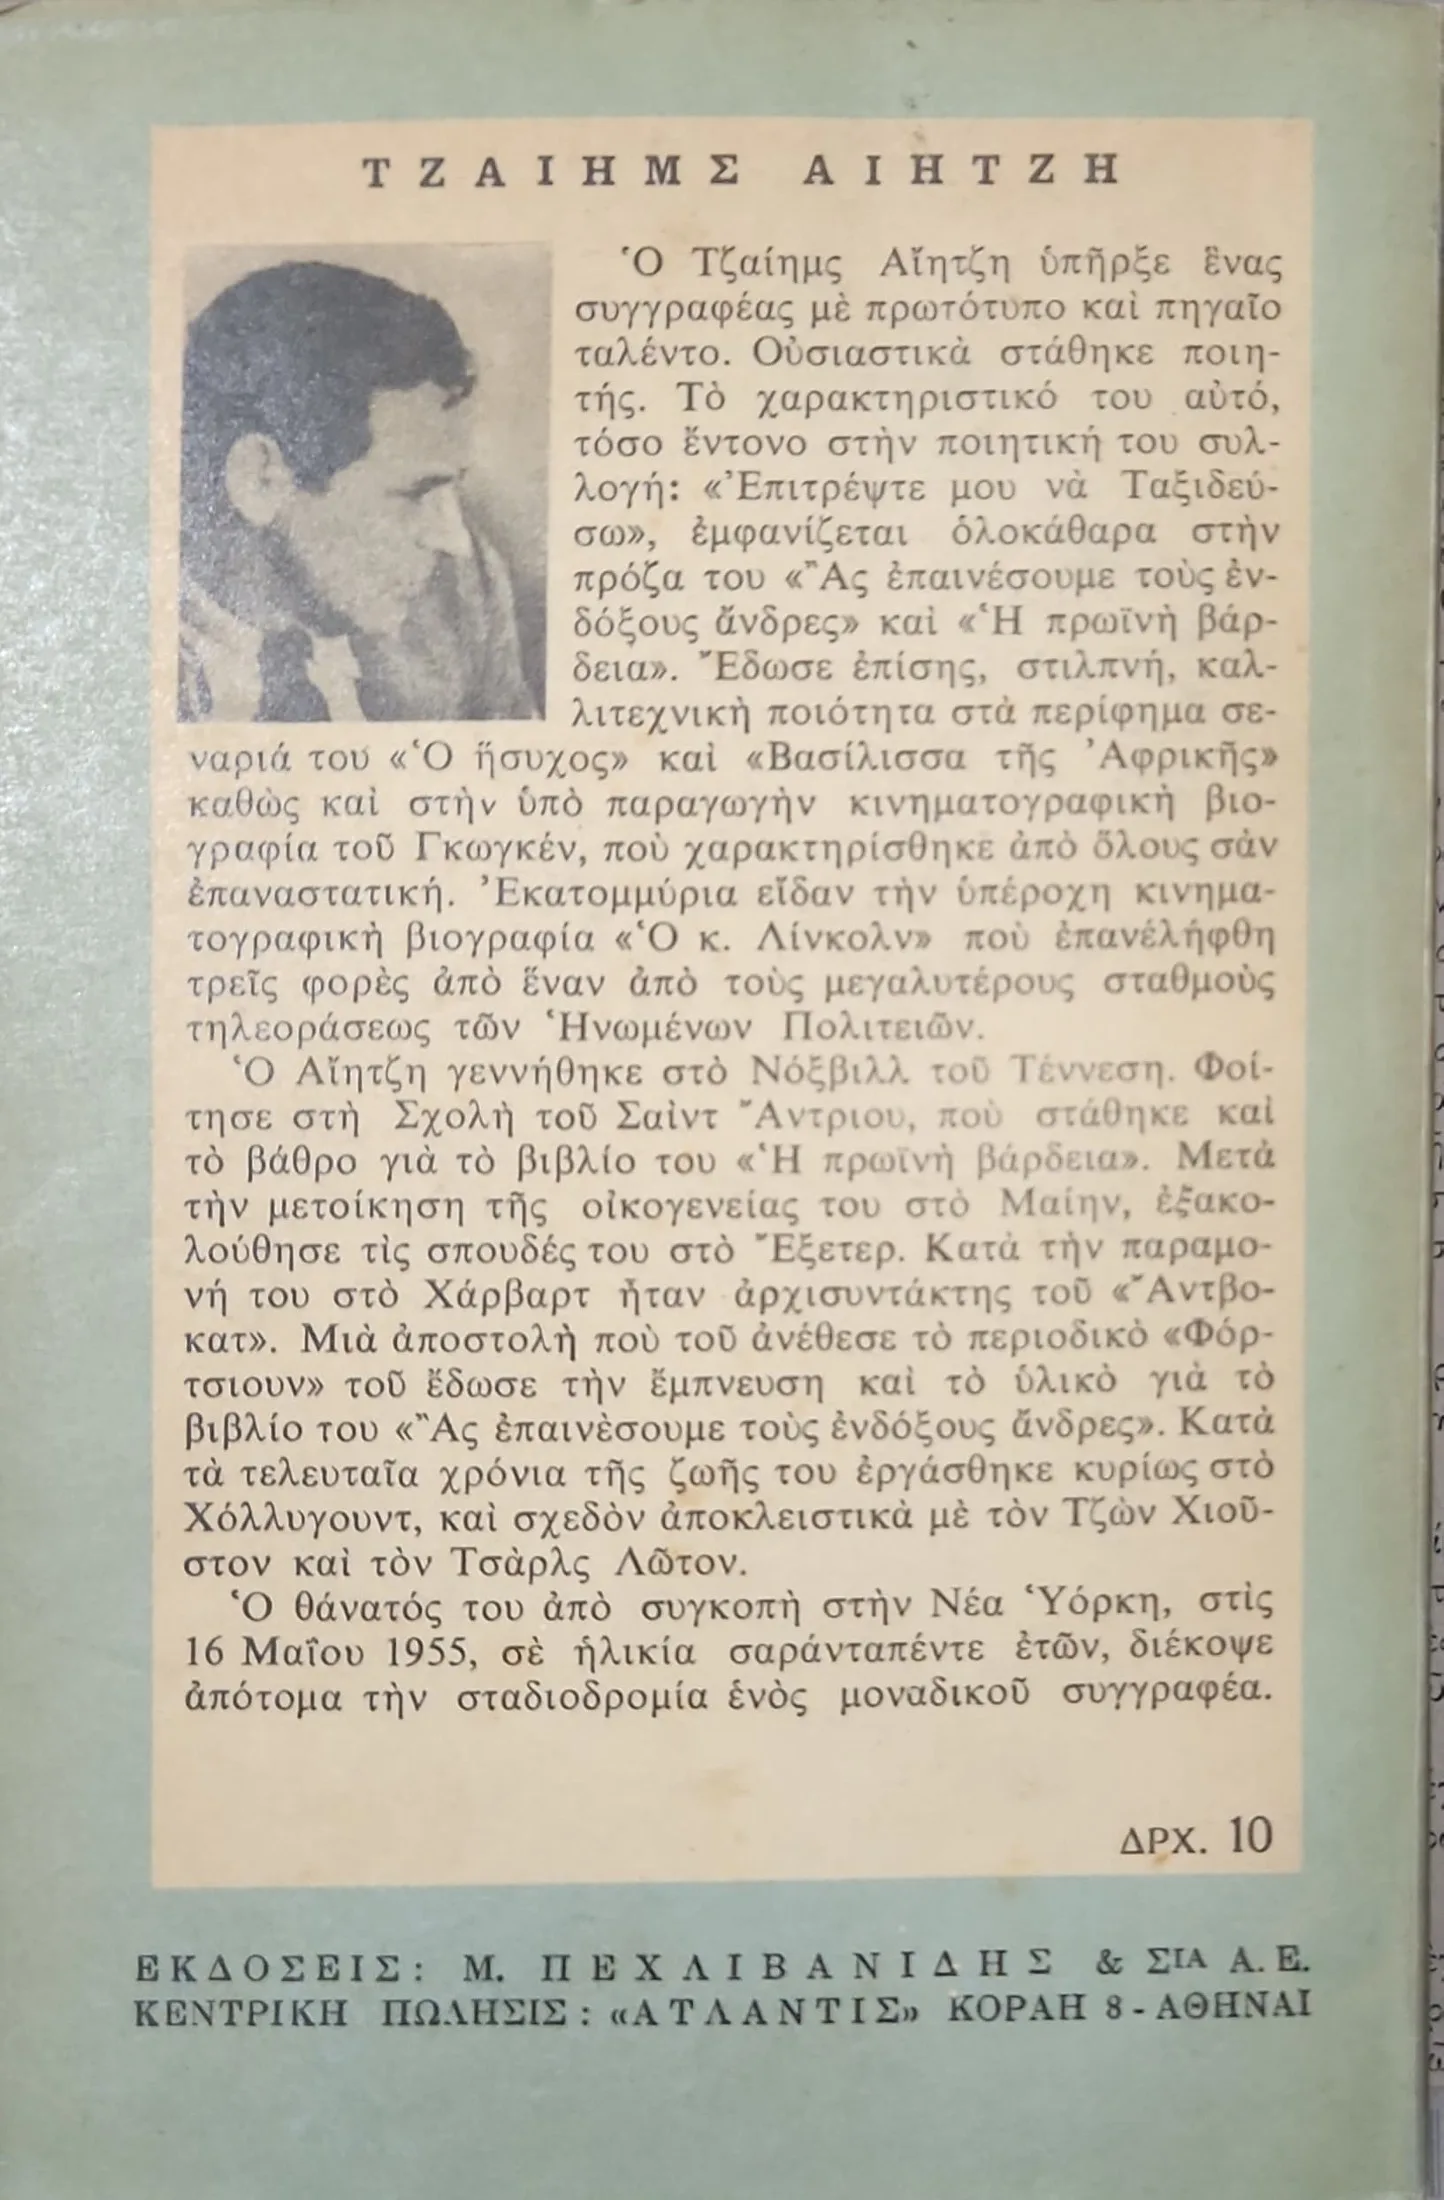 ΤΖΑΙΗΜΣ ΑΙΗΤΖΗ
Ὁ Τζαίημς Αἴητζη ὑπῆρξε ἕνας
συγγραφέας μὲ πρωτότυπο καὶ πηγαῖο
ταλέντο. Οὐσιαστικὰ στάθηκε ποιη-
τής. Τὸ χαρακτηριστικό του αὐτό,
τόσο ἔντονο στὴν ποιητική του συλ-
λογή: «Ἐπιτρέψτε μου νὰ Ταξιδεύ-
σω», ἐμφανίζεται ὁλοκάθαρα στὴν
πρόζα του «Ἂς ἐπαινέσουμε τοὺς ἐν-
δόξους ἄνδρες» καὶ «Ἡ πρωϊνὴ βάρ-
δεια». Ἔδωσε ἐπίσης, στιλπνή, καλ-
λιτεχνικὴ ποιότητα στὰ περίφημα σε-
ναριά του «Ὁ ἥσυχος» καὶ «Βασίλισσα τῆς Ἀφρικῆς»
καθὼς καὶ στὴν ὑπὸ παραγωγὴν κινηματογραφικὴ βιο-
γραφία τοῦ Γκωγκέν, ποὺ χαρακτηρίσθηκε ἀπὸ ὅλους σὰν
ἐπαναστατική. Ἑκατομμύρια εἶδαν τὴν ὑπέροχη κινημα-
τογραφικὴ βιογραφία «Ὁ κ. Λίνκολν» ποὺ ἐπανέλήφθη
τρεῖς φορὲς ἀπὸ ἕναν ἀπὸ τοὺς μεγαλυτέρους σταθμοὺς
τηλεοράσεως τῶν Ἡνωμένων Πολιτειῶν.
Ὁ Αἴητζη γεννήθηκε στὸ Νόξβιλλ τοῦ Τέννεση. Φοί-
τησε στὴ Σχολὴ τοῦ Σαὶντ Ἄντριου, ποὺ στάθηκε καὶ
τὸ βάθρο γιὰ τὸ βιβλίο του «Ἡ πρωϊνὴ βάρδεια». Μετὰ
τὴν μετοίκηση τῆς οἰκογενείας του στὸ Μαίην, ἐξακο-
λούθησε τὶς σπουδές του στὸ Ἔξετερ. Κατὰ τὴν παραμο-
νή του στὸ Χάρβαρτ ἦταν ἀρχισυντάκτης τοῦ «Ἄντβο-
κατ». Μιὰ ἀποστολὴ ποὺ τοῦ ἀνέθεσε τὸ περιοδικὸ «Φόρ-
τσιουν» τοῦ ἔδωσε τὴν ἔμπνευση καὶ τὸ ὑλικὸ γιὰ τὸ
βιβλίο του «Ἂς ἐπαινὲσουμε τοὺς ἐνδόξους ἄνδρες». Κατὰ
τὰ τελευταῖα χρόνια τῆς ζωῆς του ἐργάσθηκε κυρίως στὸ
Χόλλυγουντ, καὶ σχεδὸν ἀποκλειστικὰ μὲ τὸν Τζὼν Χιοῦ-
στον καὶ τὸν Τσὰρλς Λῶτον.
Ὁ θάνατός του ἀπὸ συγκοπὴ στὴν Νέα Ὑόρκη, στὶς
16 Μαΐου 1955, σὲ ἡλικία σαράνταπέντε ἐτῶν, διέκοψε
ἀπότομα τὴν σταδιοδρομία ἑνὸς μοναδικοῦ συγγραφέα.
ΔΡΧ. 10
ΕΚΔΟΣΕΙΣ: Μ. ΠΕΧΛΙΒΑΝΙΔΗΣ & ΣΙΑ Α.Ε.
ΚΕΝΤΡΙΚΗ ΠΩΛΗΣΙΣ: «ΑΤΛΑΝΤΙΣ» ΚΟΡΑΗ 8 - ΑΘΗΝΑΙ